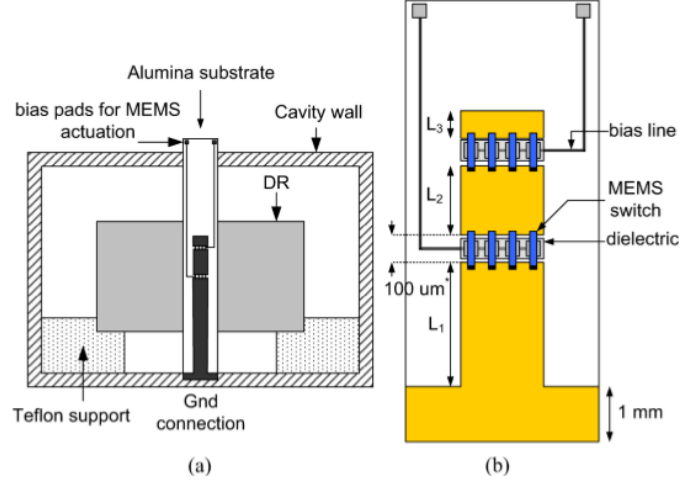 Alumina substrate
bias pads for MEMS
actuation
Cavity wall
DR
Teflon support
Gnd
connection
(a)
L₃
bias line
L₂
MEMS
switch
dielectric
100 um*
L₁
1 mm
(b)